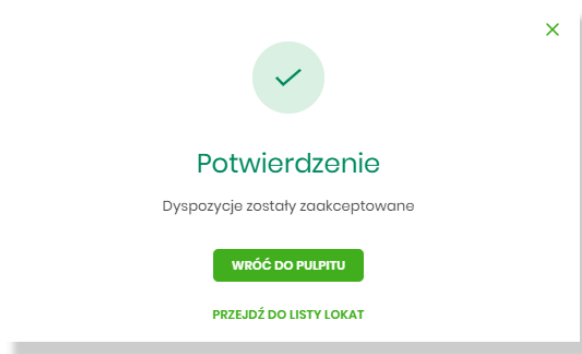 Potwierdzenie
Dyspozycje zostały zaakceptowane
WRÓĆ DO PULPITU
PRZEJDŹ DO LISTY LOKAT